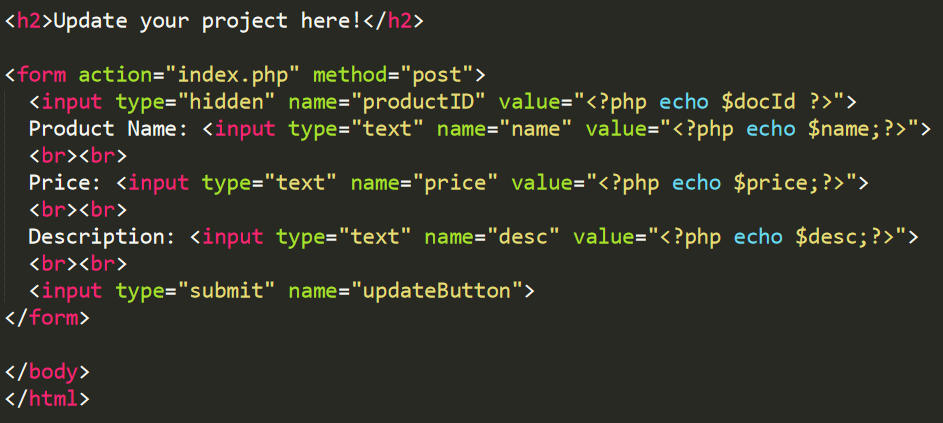 <h2>Update your project here!</h2>
<form action="index.php" method="post">
<input type="hidden" name="productID" value="<?php echo $docId ?>">
Product Name: <input type="text" name="name" value="<?php echo $name;?>">
<br><br>
Price: <input type="text" name="price" value="<?php echo $price;?>">
<br><br>
Description: <input type="text" name="desc" value="<?php echo $desc;?>">
<br><br>
<input type="submit" name="updateButton">
</form>
</body>
</html>